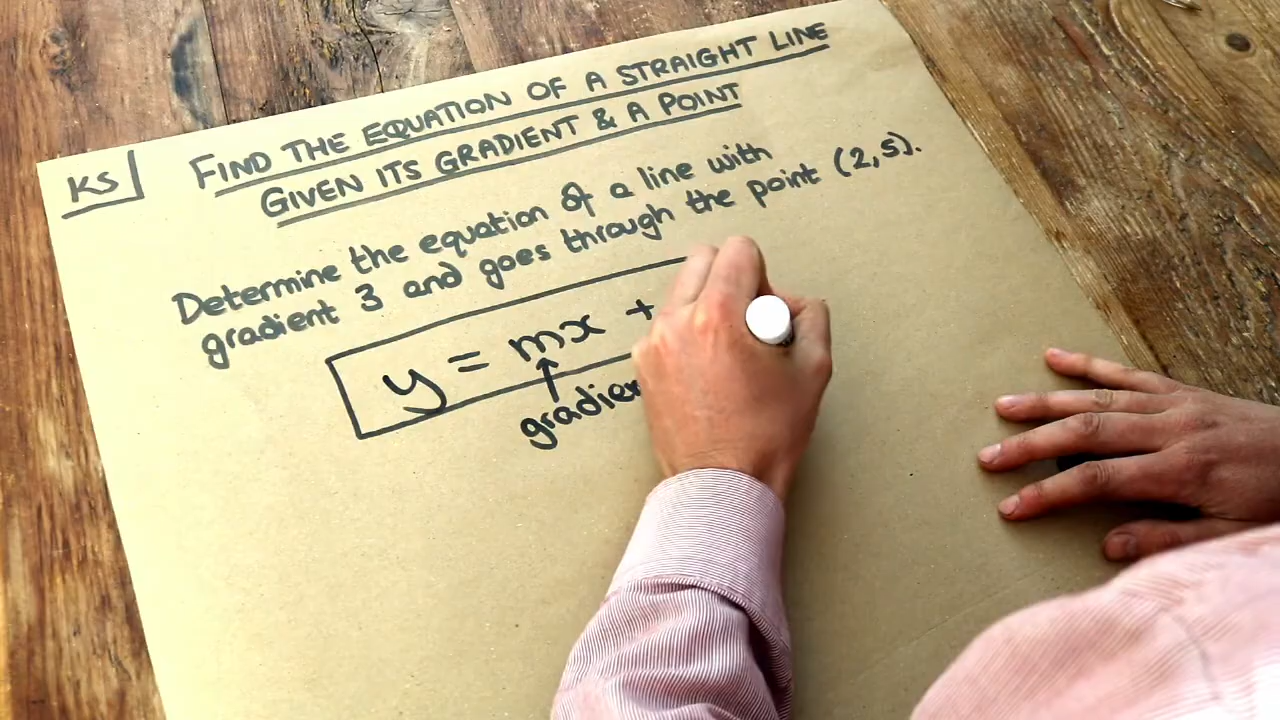 KS
FIND THE EQUATION OF A STRAIGHT LINE
GIVEN ITS GRADIENT & A POINT
Determine the equation of a line with
gradient 3 and goes through the point (2,5).
y = mx +